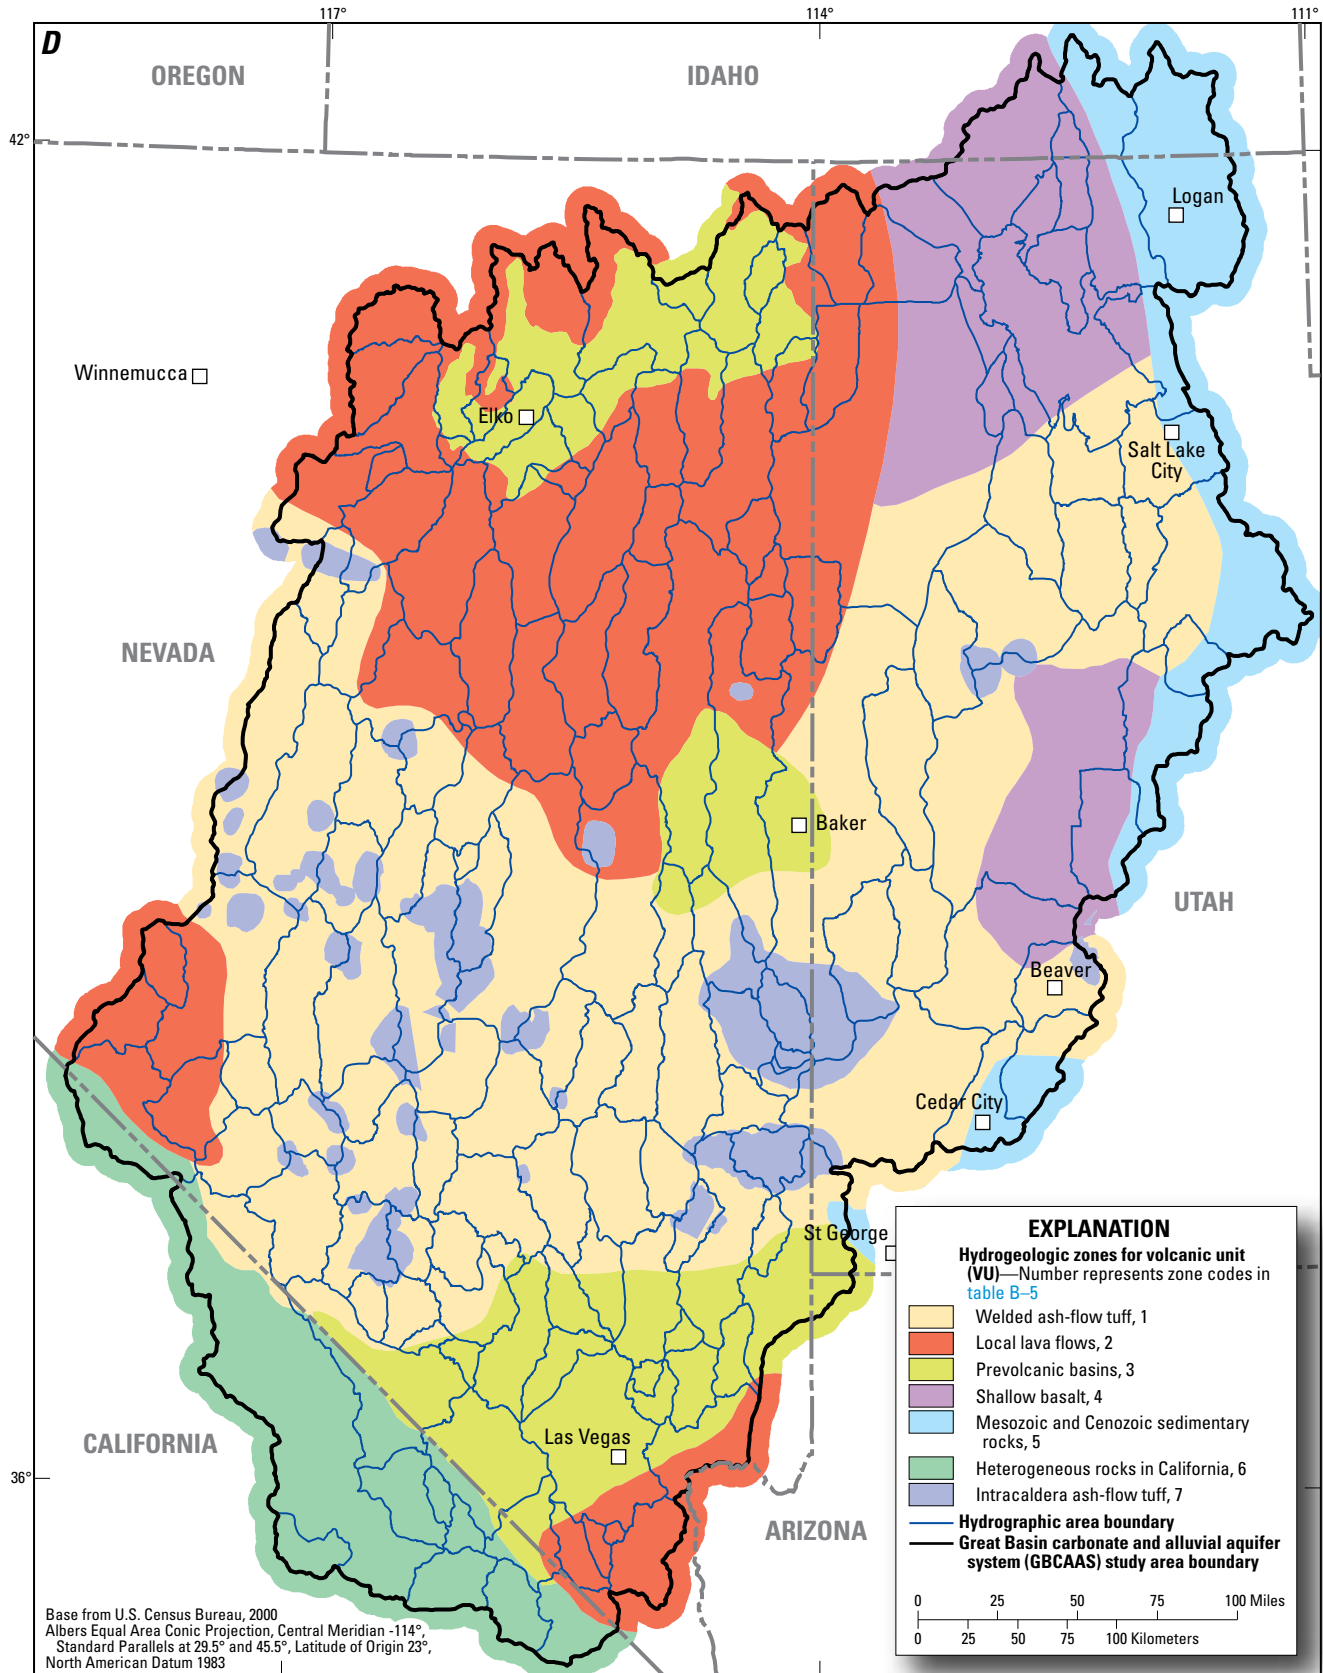 117°
114°
111°
D
OREGON
IDAHO
42°
Logan
Winnemucca
Elko
Salt Lake
City
NEVADA
Baker
UTAH
Beaver
Cedar City
St George
EXPLANATION
Hydrogeologic zones for volcanic unit
(VU)—Number represents zone codes in
table B–5
Welded ash-flow tuff, 1
Local lava flows, 2
Prevolcanic basins, 3
Shallow basalt, 4
Mesozoic and Cenozoic sedimentary
rocks, 5
Heterogeneous rocks in California, 6
Intracaldera ash-flow tuff, 7
Hydrographic area boundary
Great Basin carbonate and alluvial aquifer
system (GBCAAS) study area boundary
0 25 50 75 100 Miles
0 25 50 75 100 Kilometers
CALIFORNIA
Las Vegas
36°
ARIZONA
Base from U.S. Census Bureau, 2000
Albers Equal Area Conic Projection, Central Meridian -114°,
Standard Parallels at 29.5° and 45.5°, Latitude of Origin 23°,
North American Datum 1983